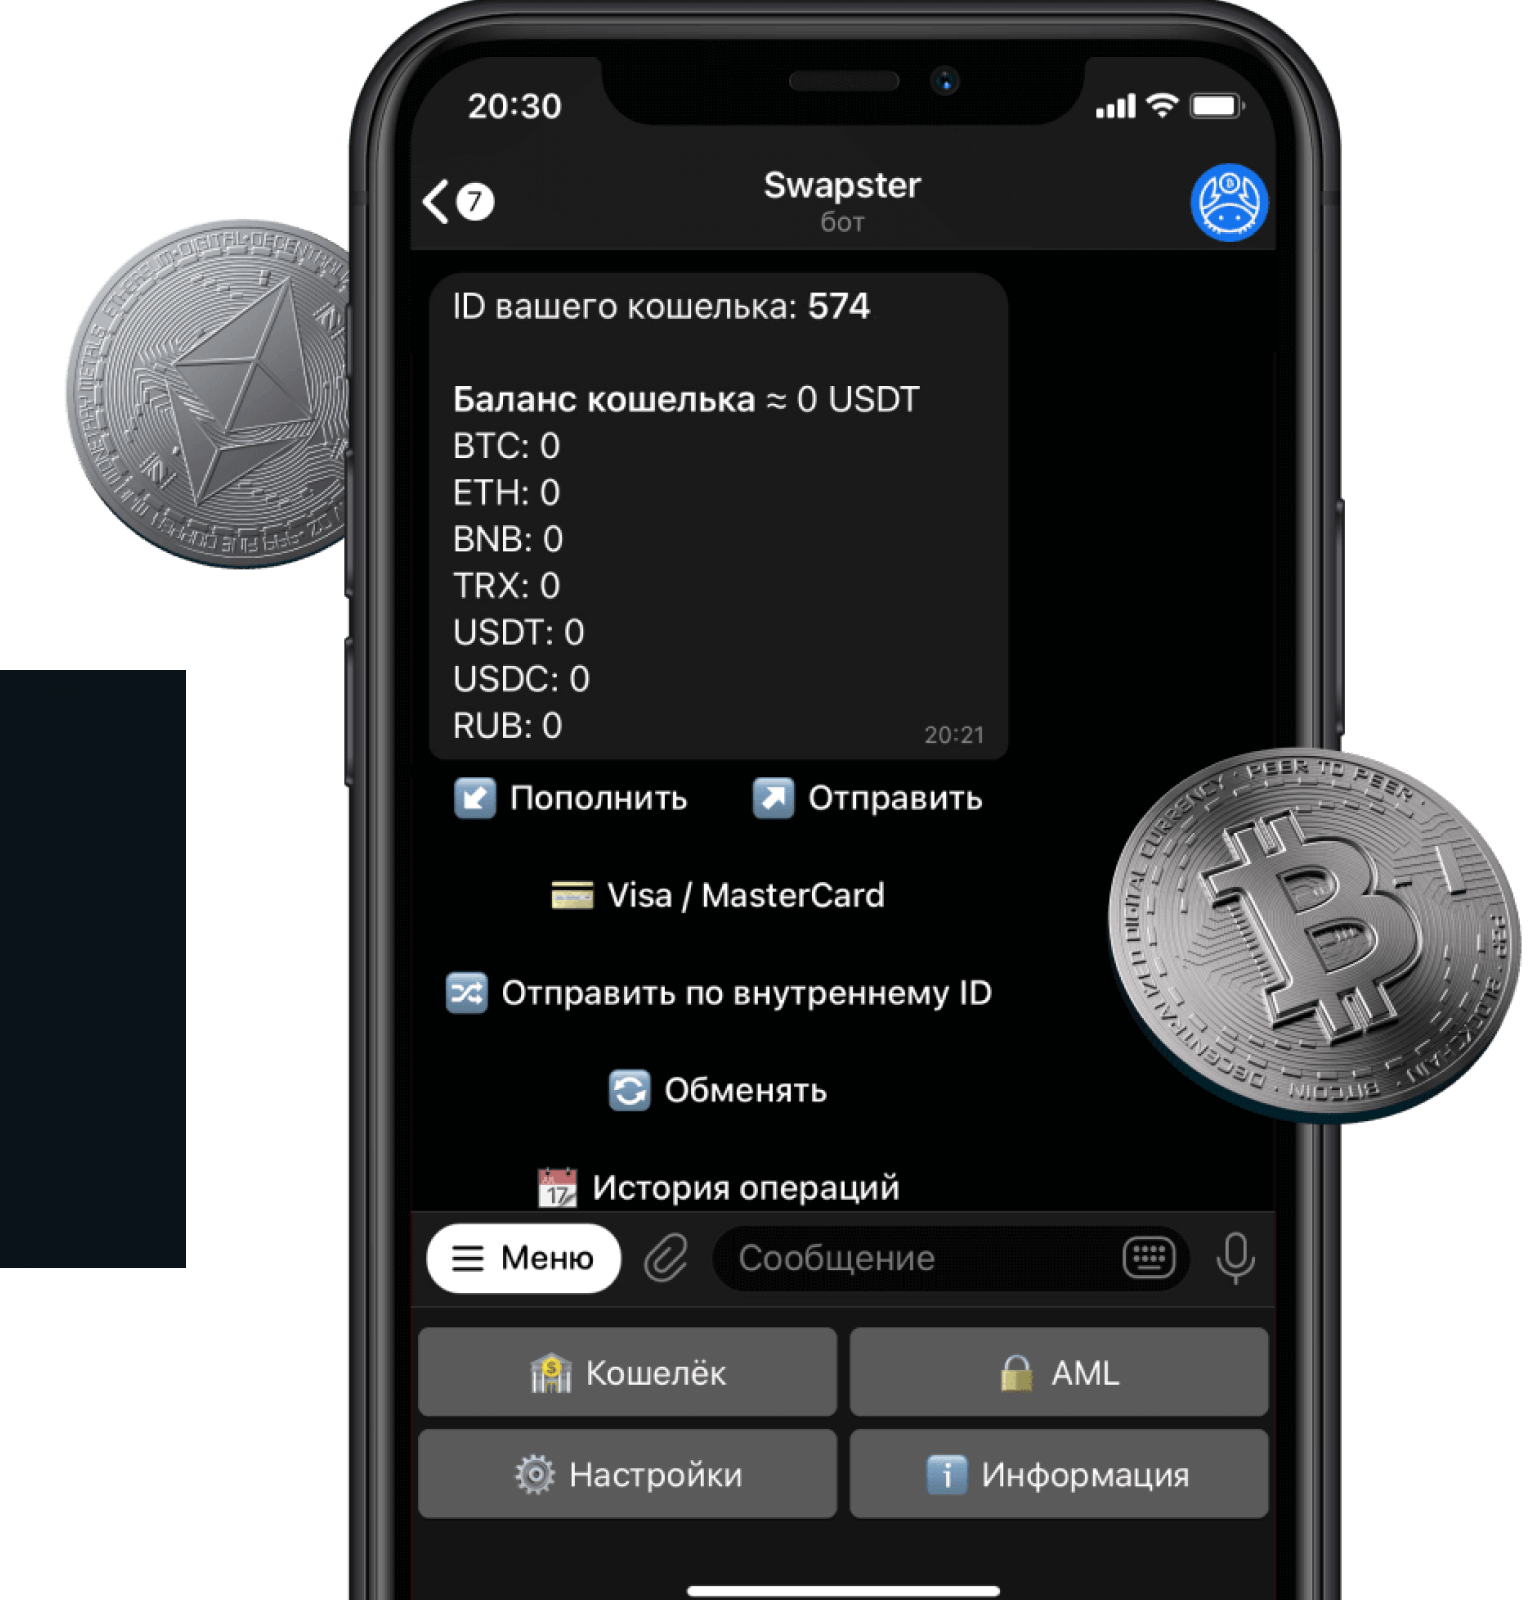 20:30
7
Swapster
бот
ID вашего кошелька: 574
Баланс кошелька ≈ 0 USDT
BTC: 0
ETH: 0
BNB: 0
TRX: 0
USDT: 0
USDC: 0
RUB: 0
20:21
Пополнить
Отправить
Visa / MasterCard
Отправить по внутреннему ID
Обменять
JUL
17
История операций
Меню
Сообщение
Кошелёк
AML
Настройки
Информация
DIGITAL CURRENCY · PEER TO PEER ·
BLOCKCHAIN · BITCOIN · DECENTRALIZED